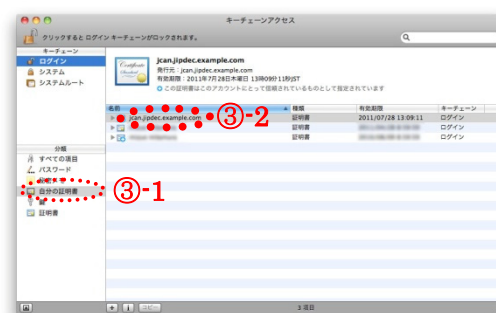 キーチェーンアクセス
クリックすると ログイン キーチェーンがロックされます。
キーチェーン
ログイン
システム
システムルート
jcan.jipdec.example.com
発行元：jcan.jipdec.example.com
有効期限：2011年7月28日木曜日 13時09分11秒JST
この証明書はこのアカウントにとって信頼されているものとして指定されています
Certificate
名前
種類
有効期限
キーチェーン
jcan.jipdec.example.com
証明書
2011/07/28 13:09:11
ログイン
③-2
証明書
ログイン
証明書
ログイン
分類
すべての項目
パスワード
自分の証明書
③-1
鍵
証明書
コピー
3 項目